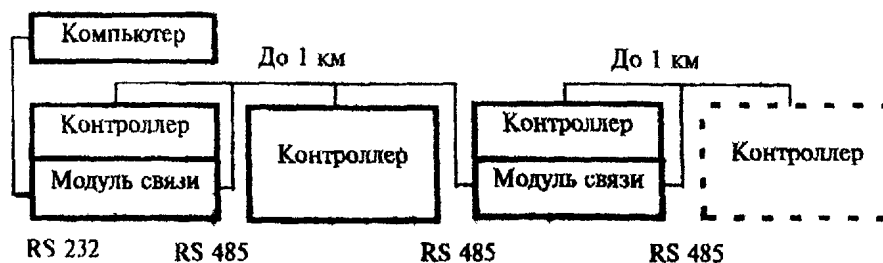 Компьютер
До 1 км
До 1 км
Контроллер
Модуль связи
Контроллер
Контроллер
Модуль связи
Контроллер
RS 232
RS 485
RS 485
RS 485